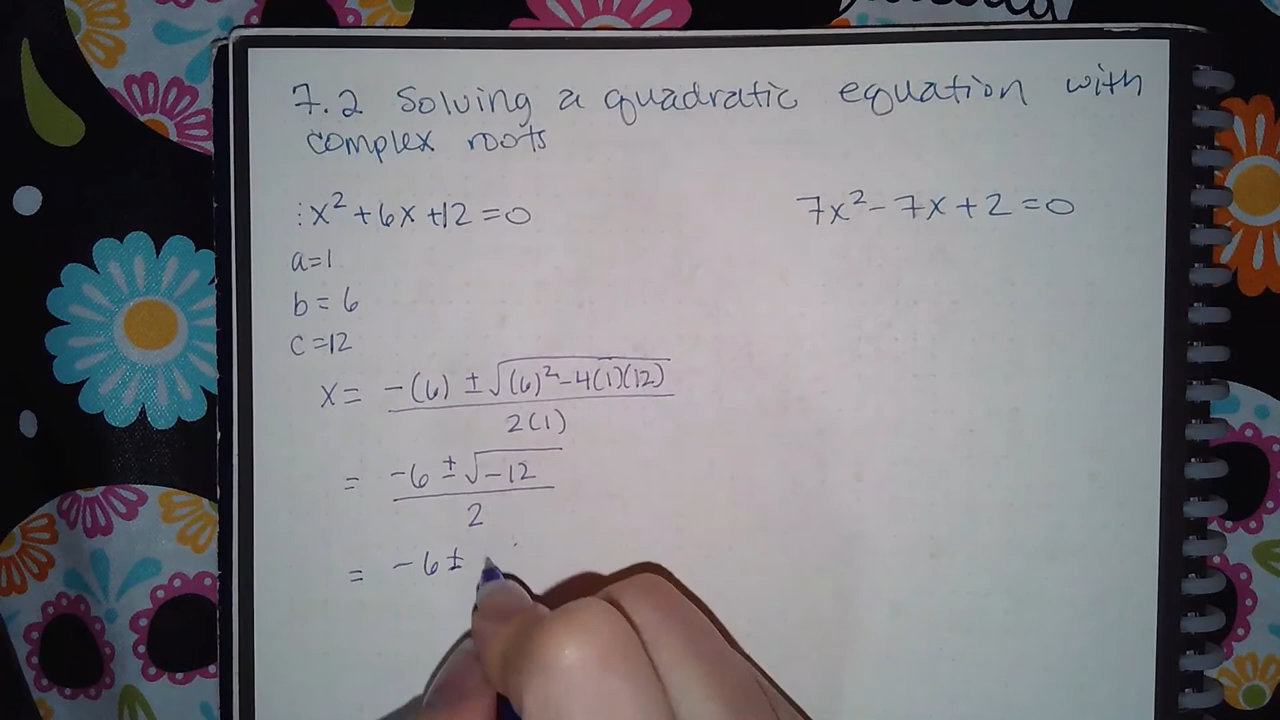 7.2 Solving a quadratic equation with
complex roots
:x²+6x+12=0
a=1
b=6
c=12
x= -(6) ±√(6)²-4(1)(12)
2(1)
= -6±√-12
2
= -6±
7x²-7x+2=0